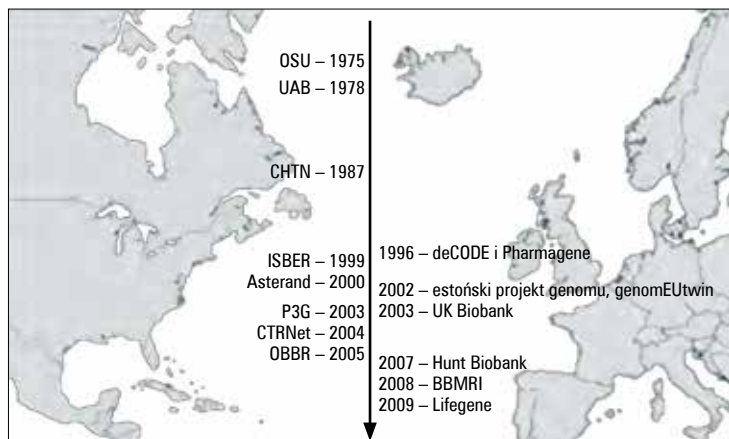 OSU – 1975
UAB – 1978
CHTN – 1987
ISBER – 1999
Asterand – 2000
P3G – 2003
CTRNet – 2004
OBBR – 2005
1996 – deCODE i Pharmagene
2002 – estoński projekt genomu, genomEUtwin
2003 – UK Biobank
2007 – Hunt Biobank
2008 – BBMRI
2009 – Lifegene